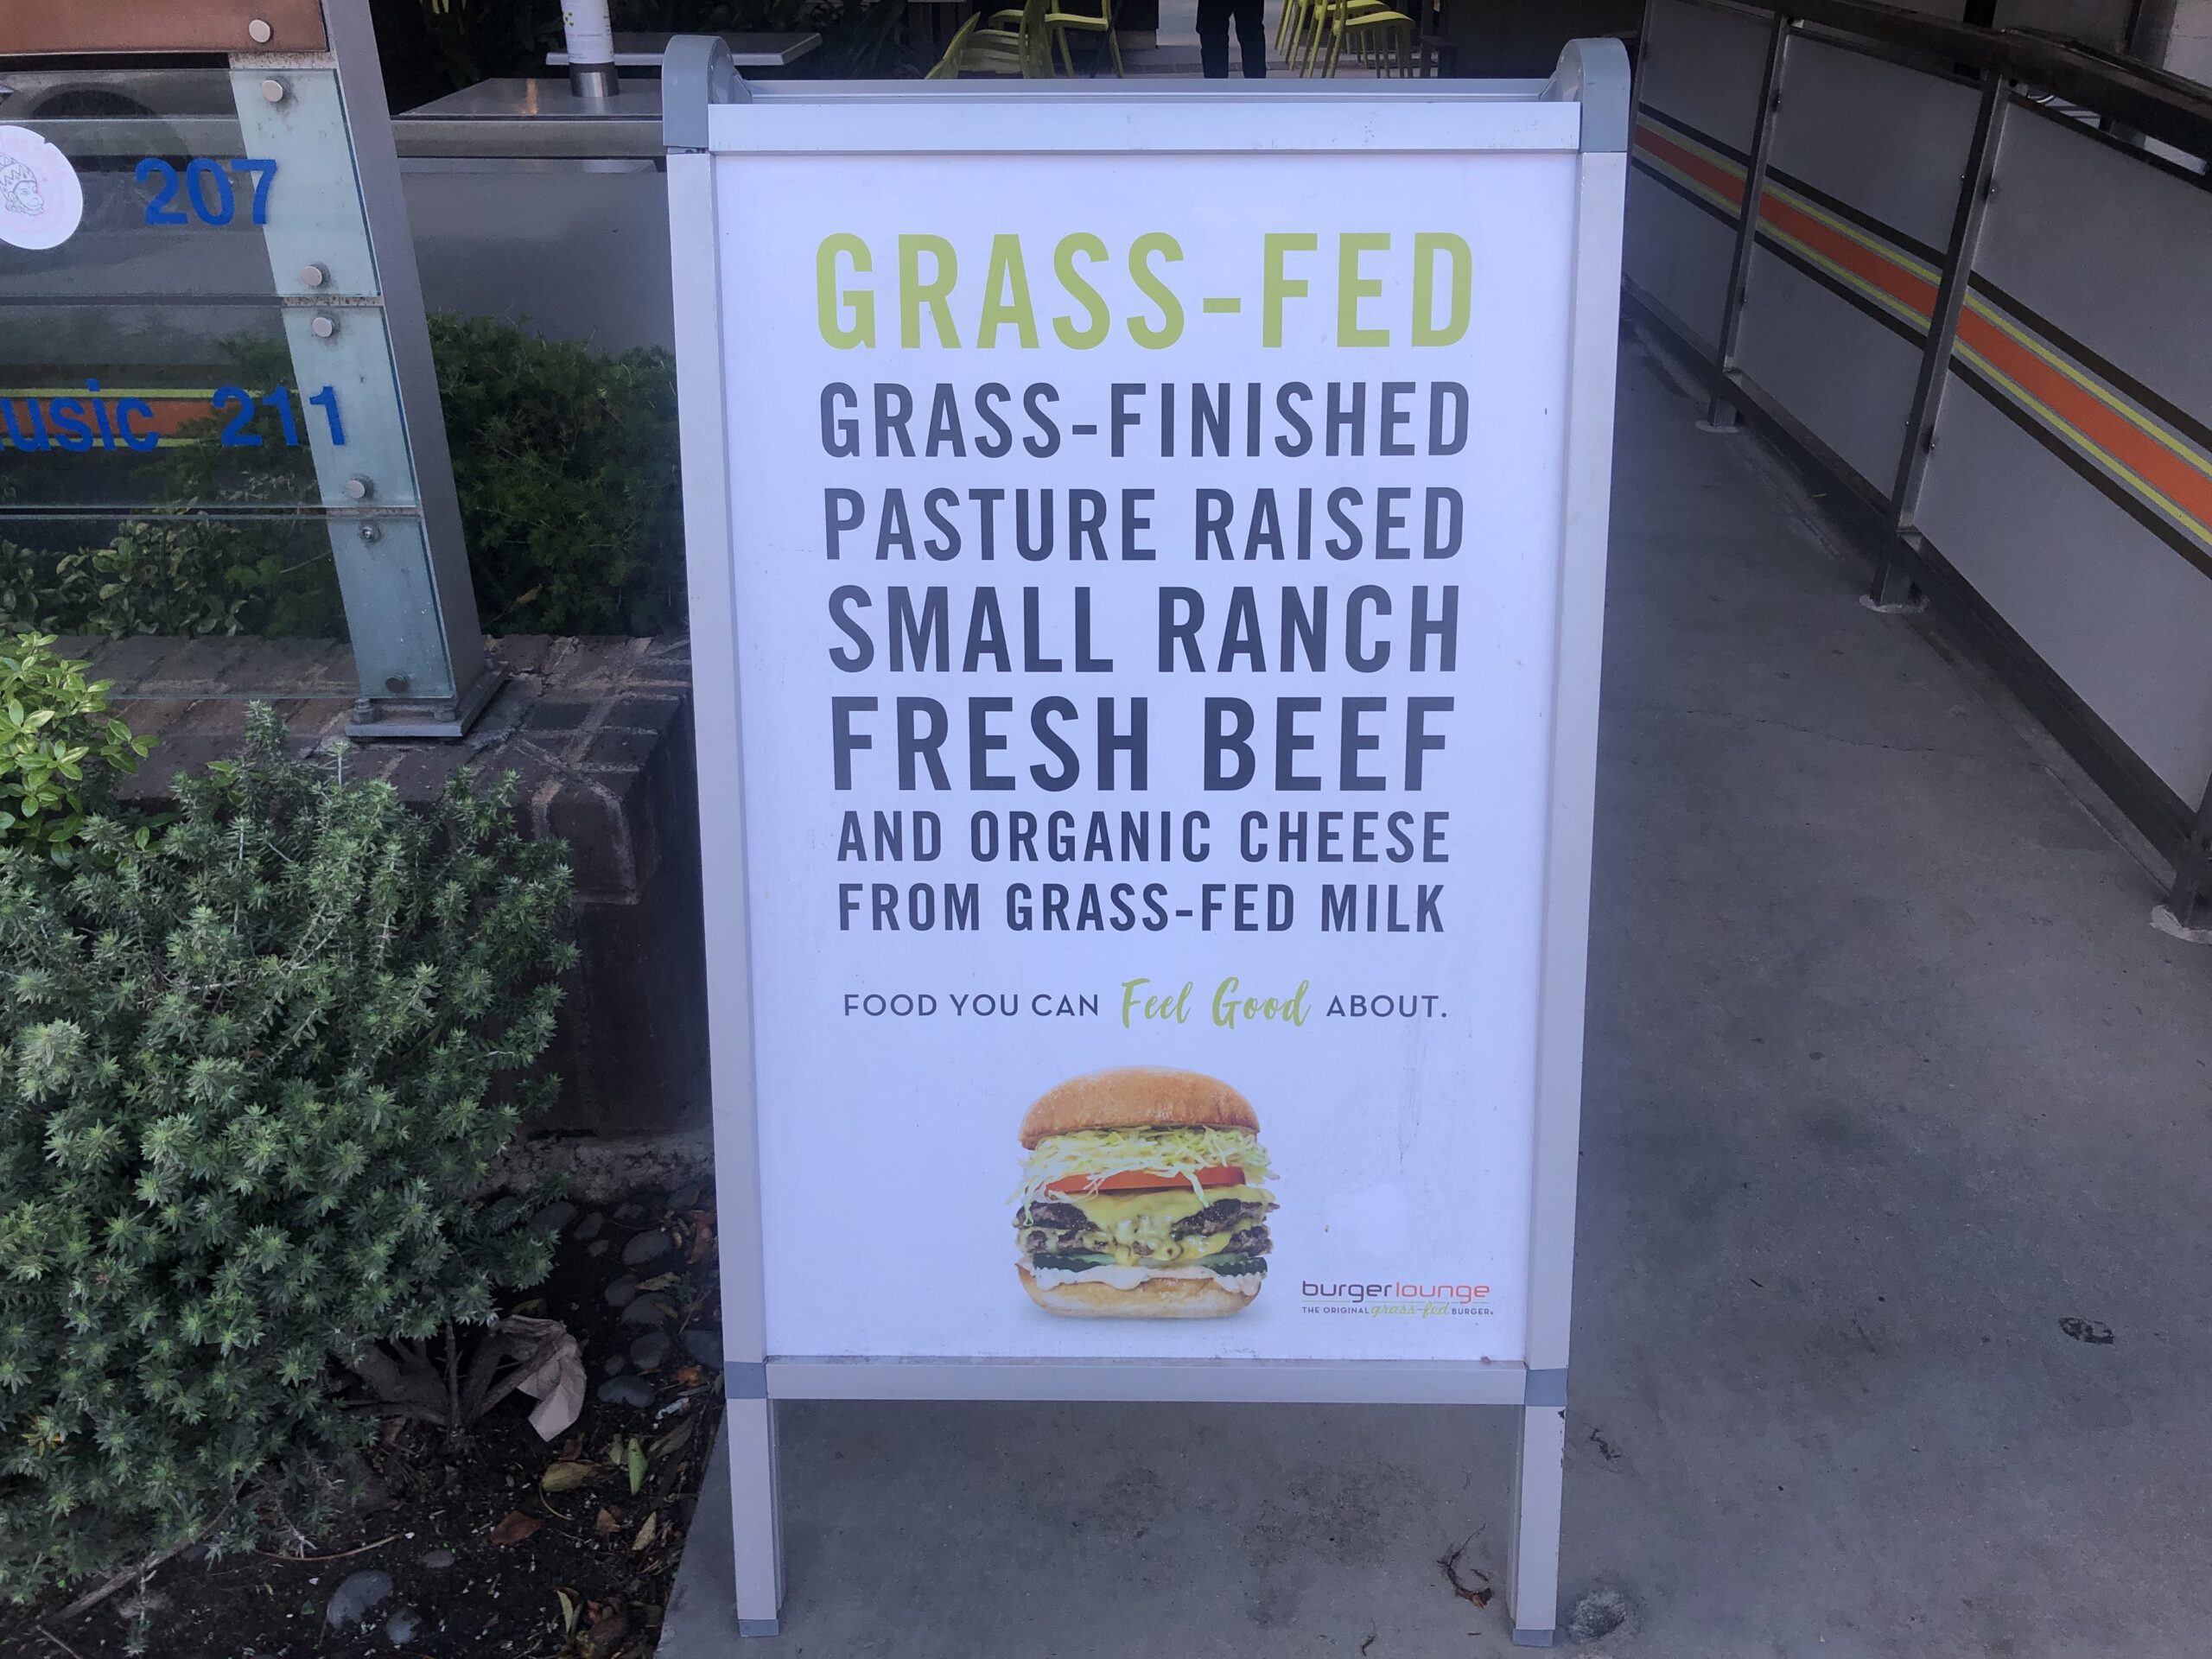 207
usic 211
GRASS-FED
GRASS-FINISHED
PASTURE RAISED
SMALL RANCH
FRESH BEEF
AND ORGANIC CHEESE
FROM GRASS-FED MILK
FOOD YOU CAN Feel Good ABOUT.
burgerlounge
THE ORIGINAL grass-fed BURGER.